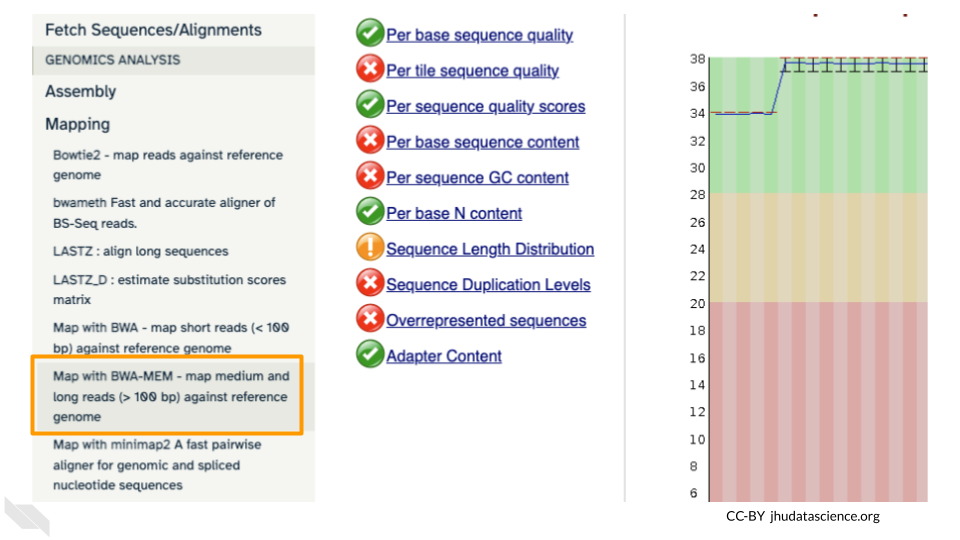 Fetch Sequences/Alignments
GENOMICS ANALYSIS
Assembly
Mapping
Bowtie2 - map reads against reference
genome
bwameth Fast and accurate aligner of
BS-Seq reads.
LASTZ : align long sequences
LASTZ_D : estimate substitution scores
matrix
Map with BWA - map short reads (< 100
bp) against reference genome
Map with BWA-MEM - map medium and
long reads (> 100 bp) against reference
genome
Map with minimap2 A fast pairwise
aligner for genomic and spliced
nucleotide sequences
Per base sequence quality
Per tile sequence quality
Per sequence quality scores
Per base sequence content
Per sequence GC content
Per base N content
Sequence Length Distribution
Sequence Duplication Levels
Overrepresented sequences
Adapter Content
38
36
34
32
30
28
26
24
22
20
18
16
14
12
10
8
6
CC-BY jhudatascience.org